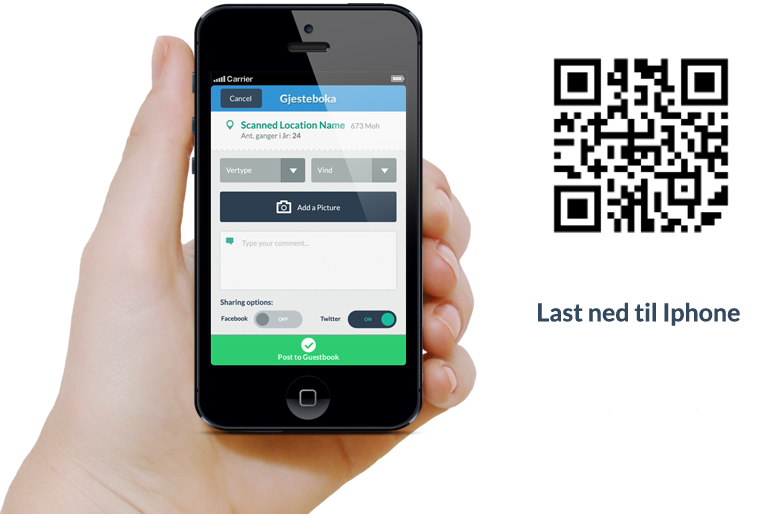 Carrier
Cancel
Gjesteboka
Scanned Location Name 673 Moh
Ant. ganger i år: 24
Vertype
Vind
Add a Picture
Type your comment...
Sharing options:
Facebook OFF
Twitter ON
Post to Guestbook
Last ned til Iphone